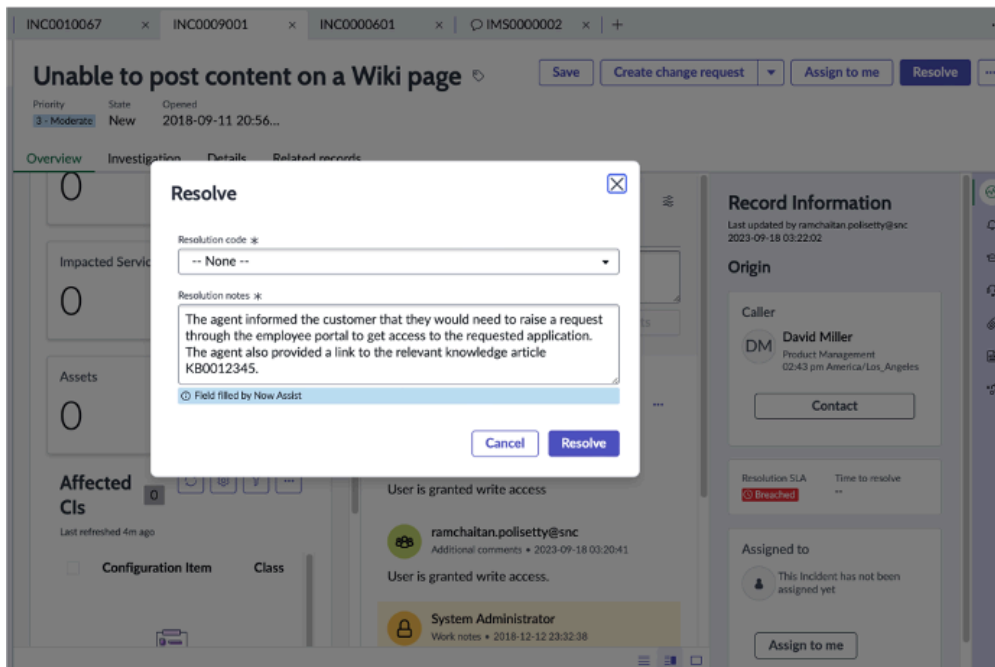 INC0010067 × INC0009001 × INC0000601 × IMS0000002 × +
Unable to post content on a Wiki page
Save Create change request Assign to me Resolve
Priority State Opened
3 - Moderate New 2018-09-11 20:56...
Overview Investigation Details Related records
0
Impacted Servic
0
Assets
0
Affected CIs 0
Last refreshed 4m ago
Configuration Item Class
Resolve
Resolution code *
-- None --
Resolution notes *
The agent informed the customer that they would need to raise a request
through the employee portal to get access to the requested application.
The agent also provided a link to the relevant knowledge article
KB0012345.
Field filled by Now Assist
Cancel Resolve
User is granted write access
ramchaitan.polisetty@snc
Additional comments • 2023-09-18 03:20:41
User is granted write access.
System Administrator
Work notes • 2018-12-12 23:32:38
Record Information
Last updated by ramchaitan.polisetty@snc
2023-09-18 03:22:02
Origin
Caller
DM David Miller
Product Management
02:43 pm America/Los_Angeles
Contact
Resolution SLA Time to resolve
Breached --
Assigned to
This Incident has not been
assigned yet
Assign to me